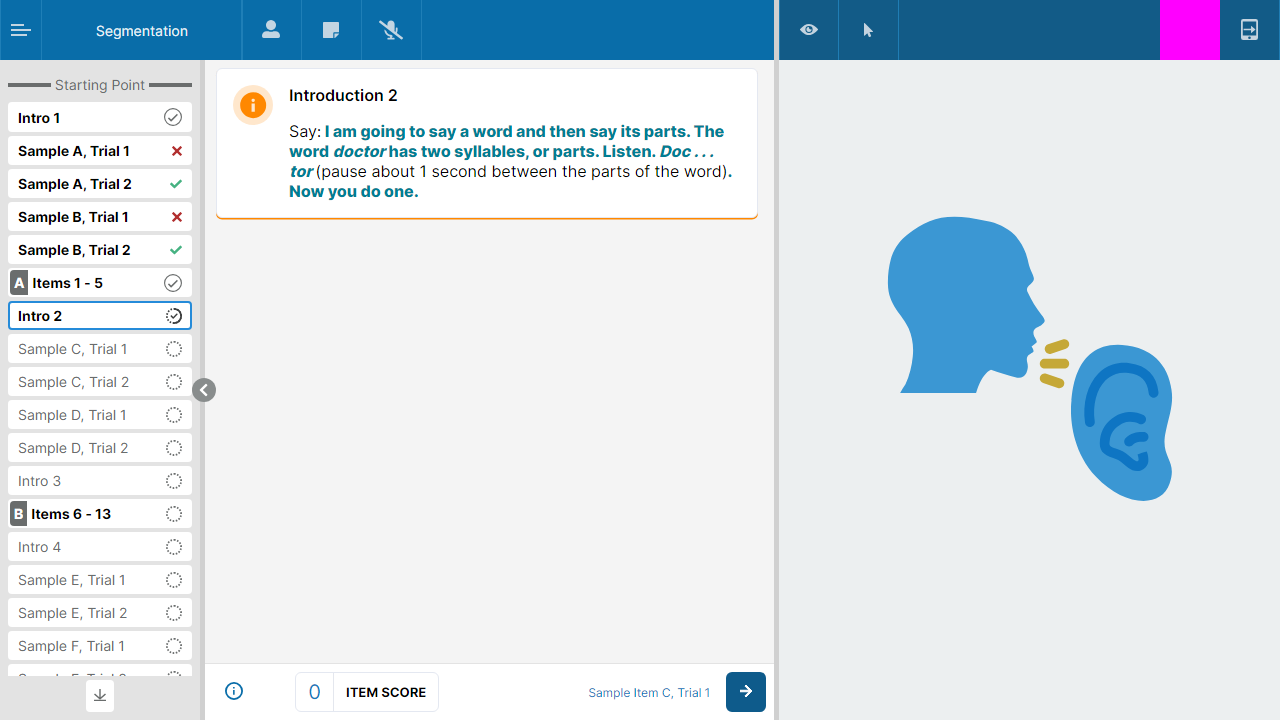 Segmentation
Starting Point
Intro 1
Sample A, Trial 1
Sample A, Trial 2
Sample B, Trial 1
Sample B, Trial 2
A Items 1 - 5
Intro 2
Sample C, Trial 1
Sample C, Trial 2
Sample D, Trial 1
Sample D, Trial 2
Intro 3
B Items 6 - 13
Intro 4
Sample E, Trial 1
Sample E, Trial 2
Sample F, Trial 1
Introduction 2
Say: I am going to say a word and then say its parts. The
word doctor has two syllables, or parts. Listen. Doc . . .
tor (pause about 1 second between the parts of the word).
Now you do one.
0 ITEM SCORE
Sample Item C, Trial 1